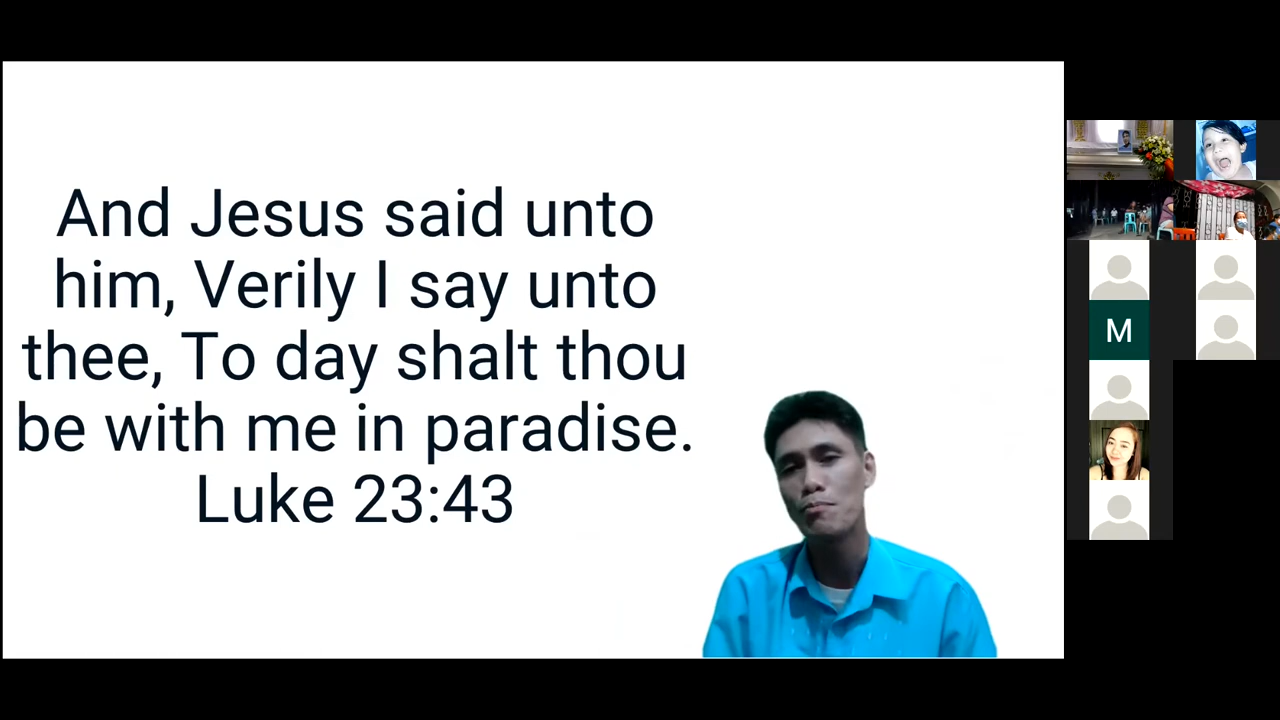 And Jesus said unto
him, Verily I say unto
thee, To day shalt thou
be with me in paradise.
Luke 23:43
M